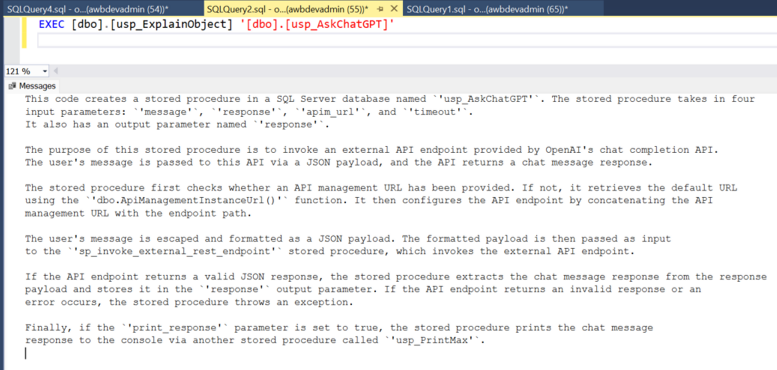 SQLQuery4.sql - o...(awbdevadmin (54))*
SQLQuery2.sql - o...(awbdevadmin (55))*
SQLQuery1.sql - o...(awbdevadmin (65))*
EXEC [dbo].[usp_ExplainObject] '[dbo].[usp_AskChatGPT]'
121 %
Messages
This code creates a stored procedure in a SQL Server database named `'usp_AskChatGPT'`. The stored procedure takes in four
input parameters: `'message'`, `'response'`, `'apim_url'`, and `'timeout'`.
It also has an output parameter named `'response'`.
The purpose of this stored procedure is to invoke an external API endpoint provided by OpenAI's chat completion API.
The user's message is passed to this API via a JSON payload, and the API returns a chat message response.
The stored procedure first checks whether an API management URL has been provided. If not, it retrieves the default URL
using the `'dbo.ApiManagementInstanceUrl()'` function. It then configures the API endpoint by concatenating the API
management URL with the endpoint path.
The user's message is escaped and formatted as a JSON payload. The formatted payload is then passed as input
to the `'sp_invoke_external_rest_endpoint'` stored procedure, which invokes the external API endpoint.
If the API endpoint returns a valid JSON response, the stored procedure extracts the chat message response from the response
payload and stores it in the `'response'` output parameter. If the API endpoint returns an invalid response or an
error occurs, the stored procedure throws an exception.
Finally, if the `'print_response'` parameter is set to true, the stored procedure prints the chat message
response to the console via another stored procedure called `'usp_PrintMax'`.